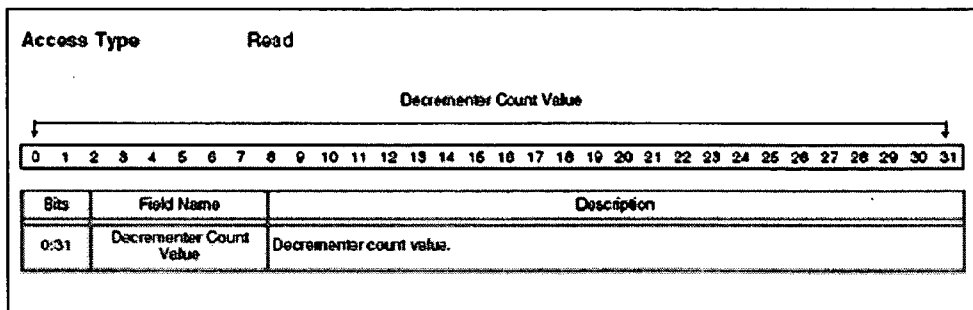 Access Type Read
Decrementer Count Value
0 1 2 3 4 5 6 7 8 9 10 11 12 13 14 15 16 17 18 19 20 21 22 23 24 25 26 27 28 29 30 31
Bits Field Name Description
0:31 Decrementer Count Value Decrementer count value.